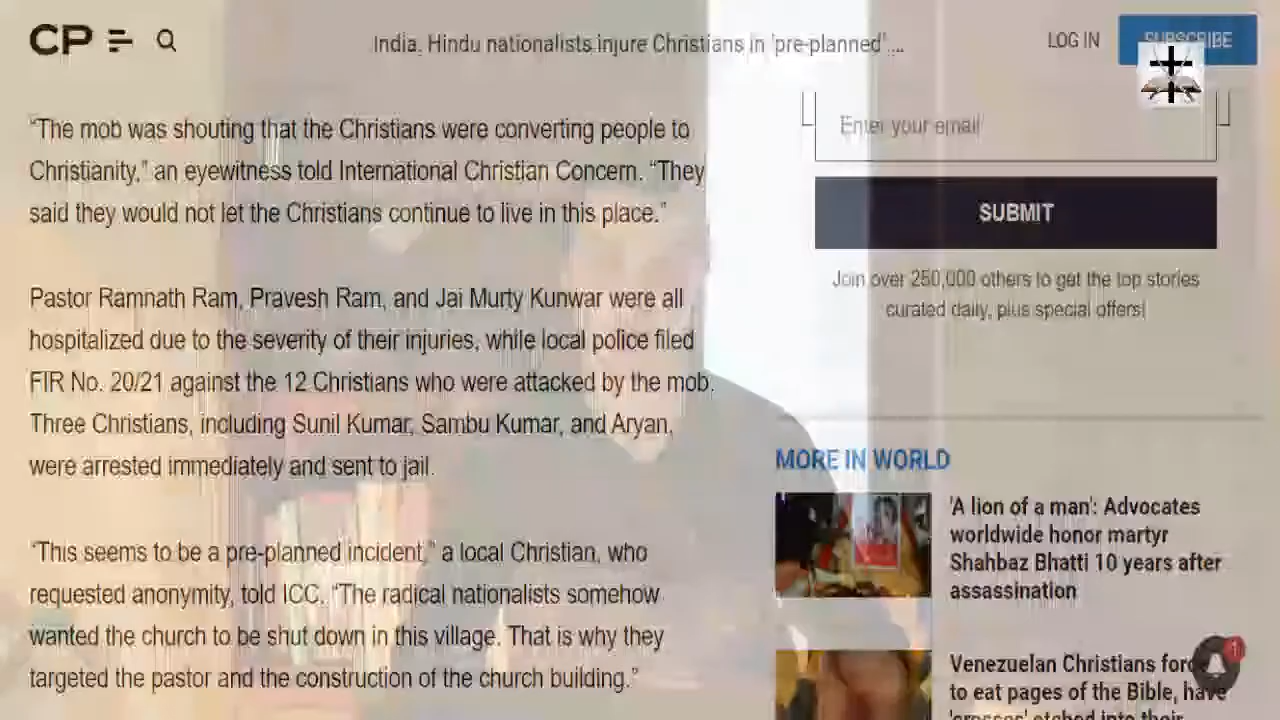 CP
India, Hindu nationalists injure Christians in 'pre-planned'...
LOG IN
SUBSCRIBE
“The mob was shouting that the Christians were converting people to
Christianity,” an eyewitness told International Christian Concern. “They
said they would not let the Christians continue to live in this place.”
Pastor Ramnath Ram, Pravesh Ram, and Jai Murty Kunwar were all
hospitalized due to the severity of their injuries, while local police filed
FIR No. 20/21 against the 12 Christians who were attacked by the mob.
Three Christians, including Sunil Kumar, Sambu Kumar, and Aryan,
were arrested immediately and sent to jail.
“This seems to be a pre-planned incident,” a local Christian, who
requested anonymity, told ICC. “The radical nationalists somehow
wanted the church to be shut down in this village. That is why they
targeted the pastor and the construction of the church building.”
Enter your email
SUBMIT
Join over 250,000 others to get the top stories
curated daily, plus special offers!
MORE IN WORLD
'A lion of a man': Advocates
worldwide honor martyr
Shahbaz Bhatti 10 years after
assassination
Venezuelan Christians
to eat pages of the Bible, have
'crosses' etched into their
1